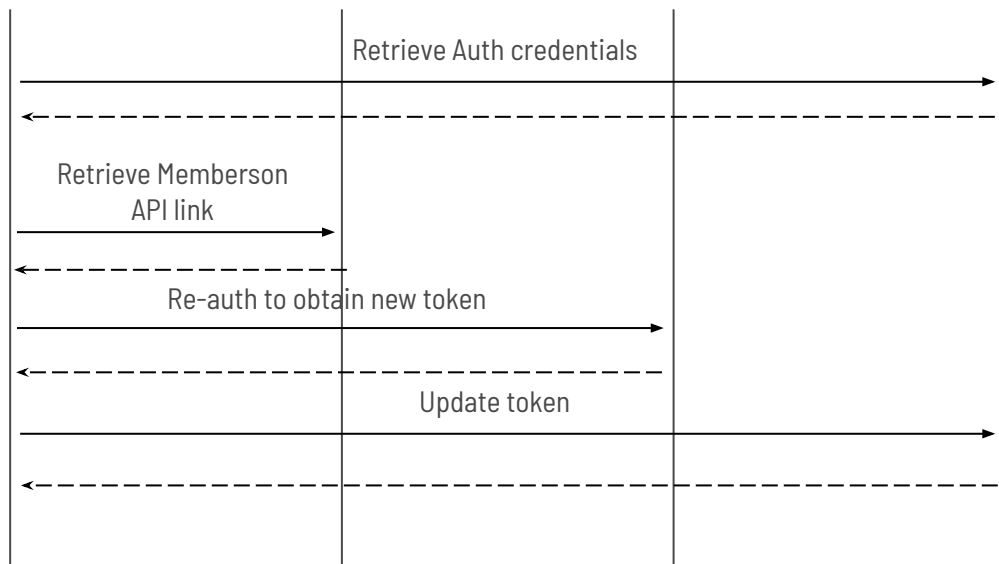 Retrieve Auth credentials
Retrieve Memberson
API link
Re-auth to obtain new token
Update token